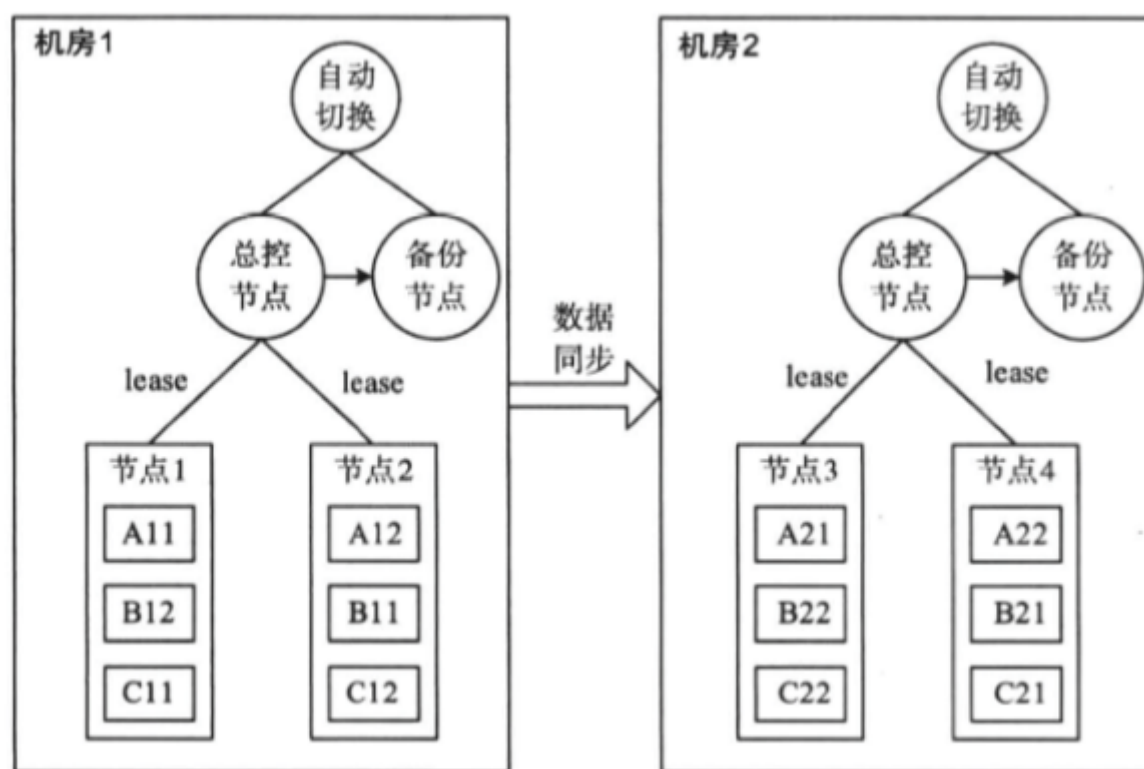 机房1
自动
切换
总控
节点
备份
节点
lease
lease
节点1
A11
B12
C11
节点2
A12
B11
C12
数据
同步
机房2
自动
切换
总控
节点
备份
节点
lease
lease
节点3
A21
B22
C22
节点4
A22
B21
C21